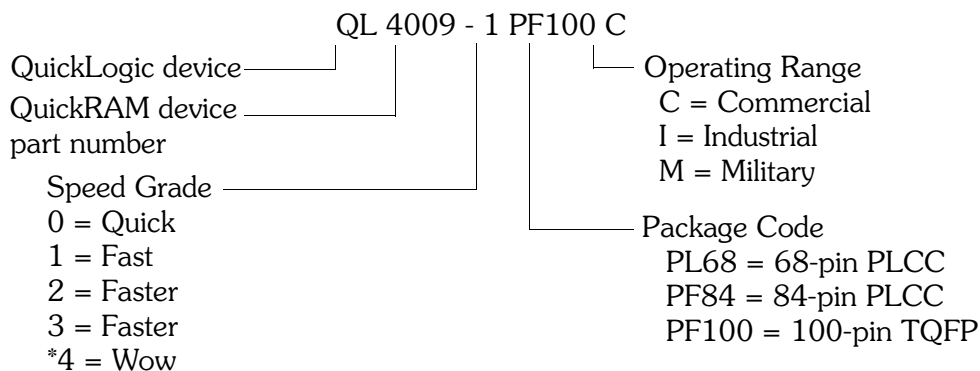 QL 4009 - 1 PF100 C
QuickLogic device
QuickRAM device
part number
Speed Grade
0 = Quick
1 = Fast
2 = Faster
3 = Faster
*4 = Wow
Operating Range
C = Commercial
I = Industrial
M = Military
Package Code
PL68 = 68-pin PLCC
PF84 = 84-pin PLCC
PF100 = 100-pin TQFP